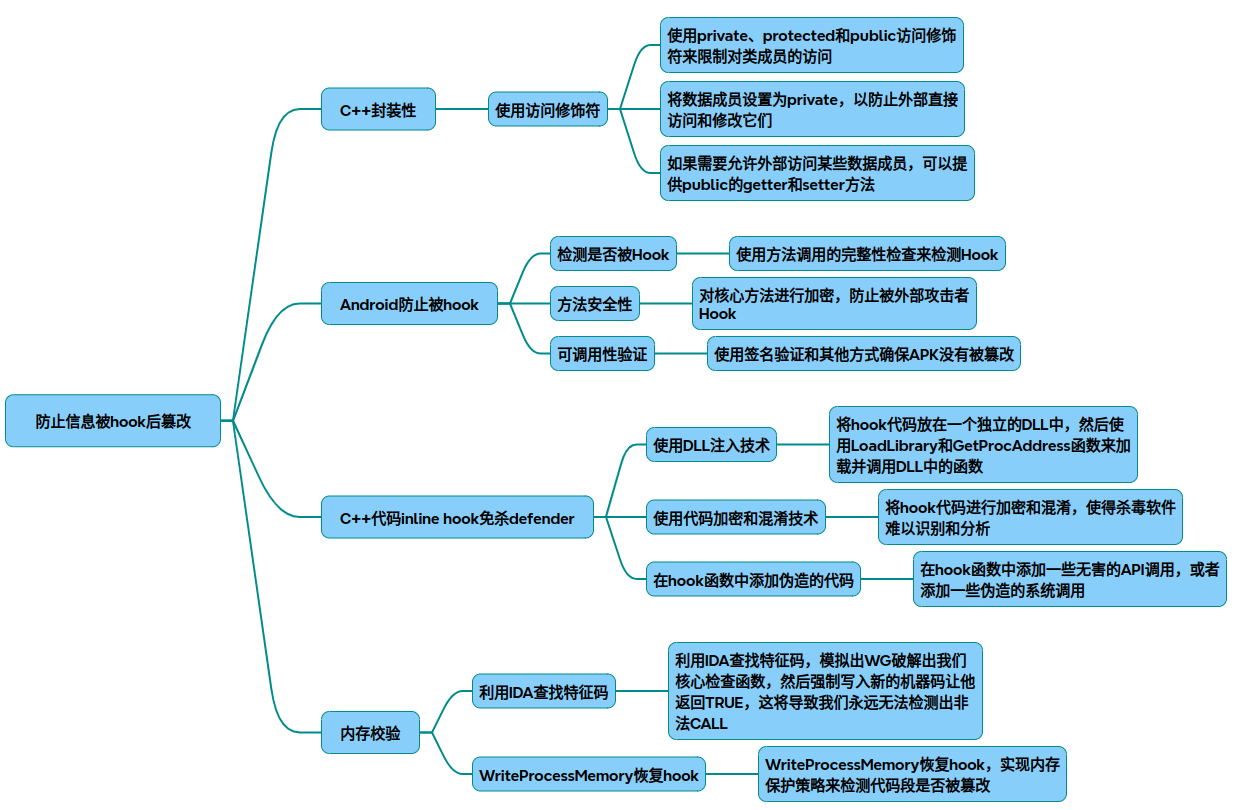 防止信息被hook后篡改
C++封装性
使用访问修饰符
使用private、protected和public访问修饰
符来限制对类成员的访问
将数据成员设置为private，以防止外部直接
访问和修改它们
如果需要允许外部访问某些数据成员，可以提
供public的getter和setter方法
Android防止被hook
检测是否被Hook
使用方法调用的完整性检查来检测Hook
方法安全性
对核心方法进行加密，防止被外部攻击者
Hook
可调用性验证
使用签名验证和其他方式确保APK没有被篡改
C++代码inline hook免杀defender
使用DLL注入技术
将hook代码放在一个独立的DLL中，然后使
用LoadLibrary和GetProcAddress函数来加
载并调用DLL中的函数
使用代码加密和混淆技术
将hook代码进行加密和混淆，使得杀毒软件
难以识别和分析
在hook函数中添加伪造的代码
在hook函数中添加一些无害的API调用，或者
添加一些伪造的系统调用
内存校验
利用IDA查找特征码
利用IDA查找特征码，模拟出WG破解出我们
核心检查函数，然后强制写入新的机器码让他
返回TRUE，这将导致我们永远无法检测出非
法CALL
WriteProcessMemory恢复hook
WriteProcessMemory恢复hook，实现内存
保护策略来检测代码段是否被篡改